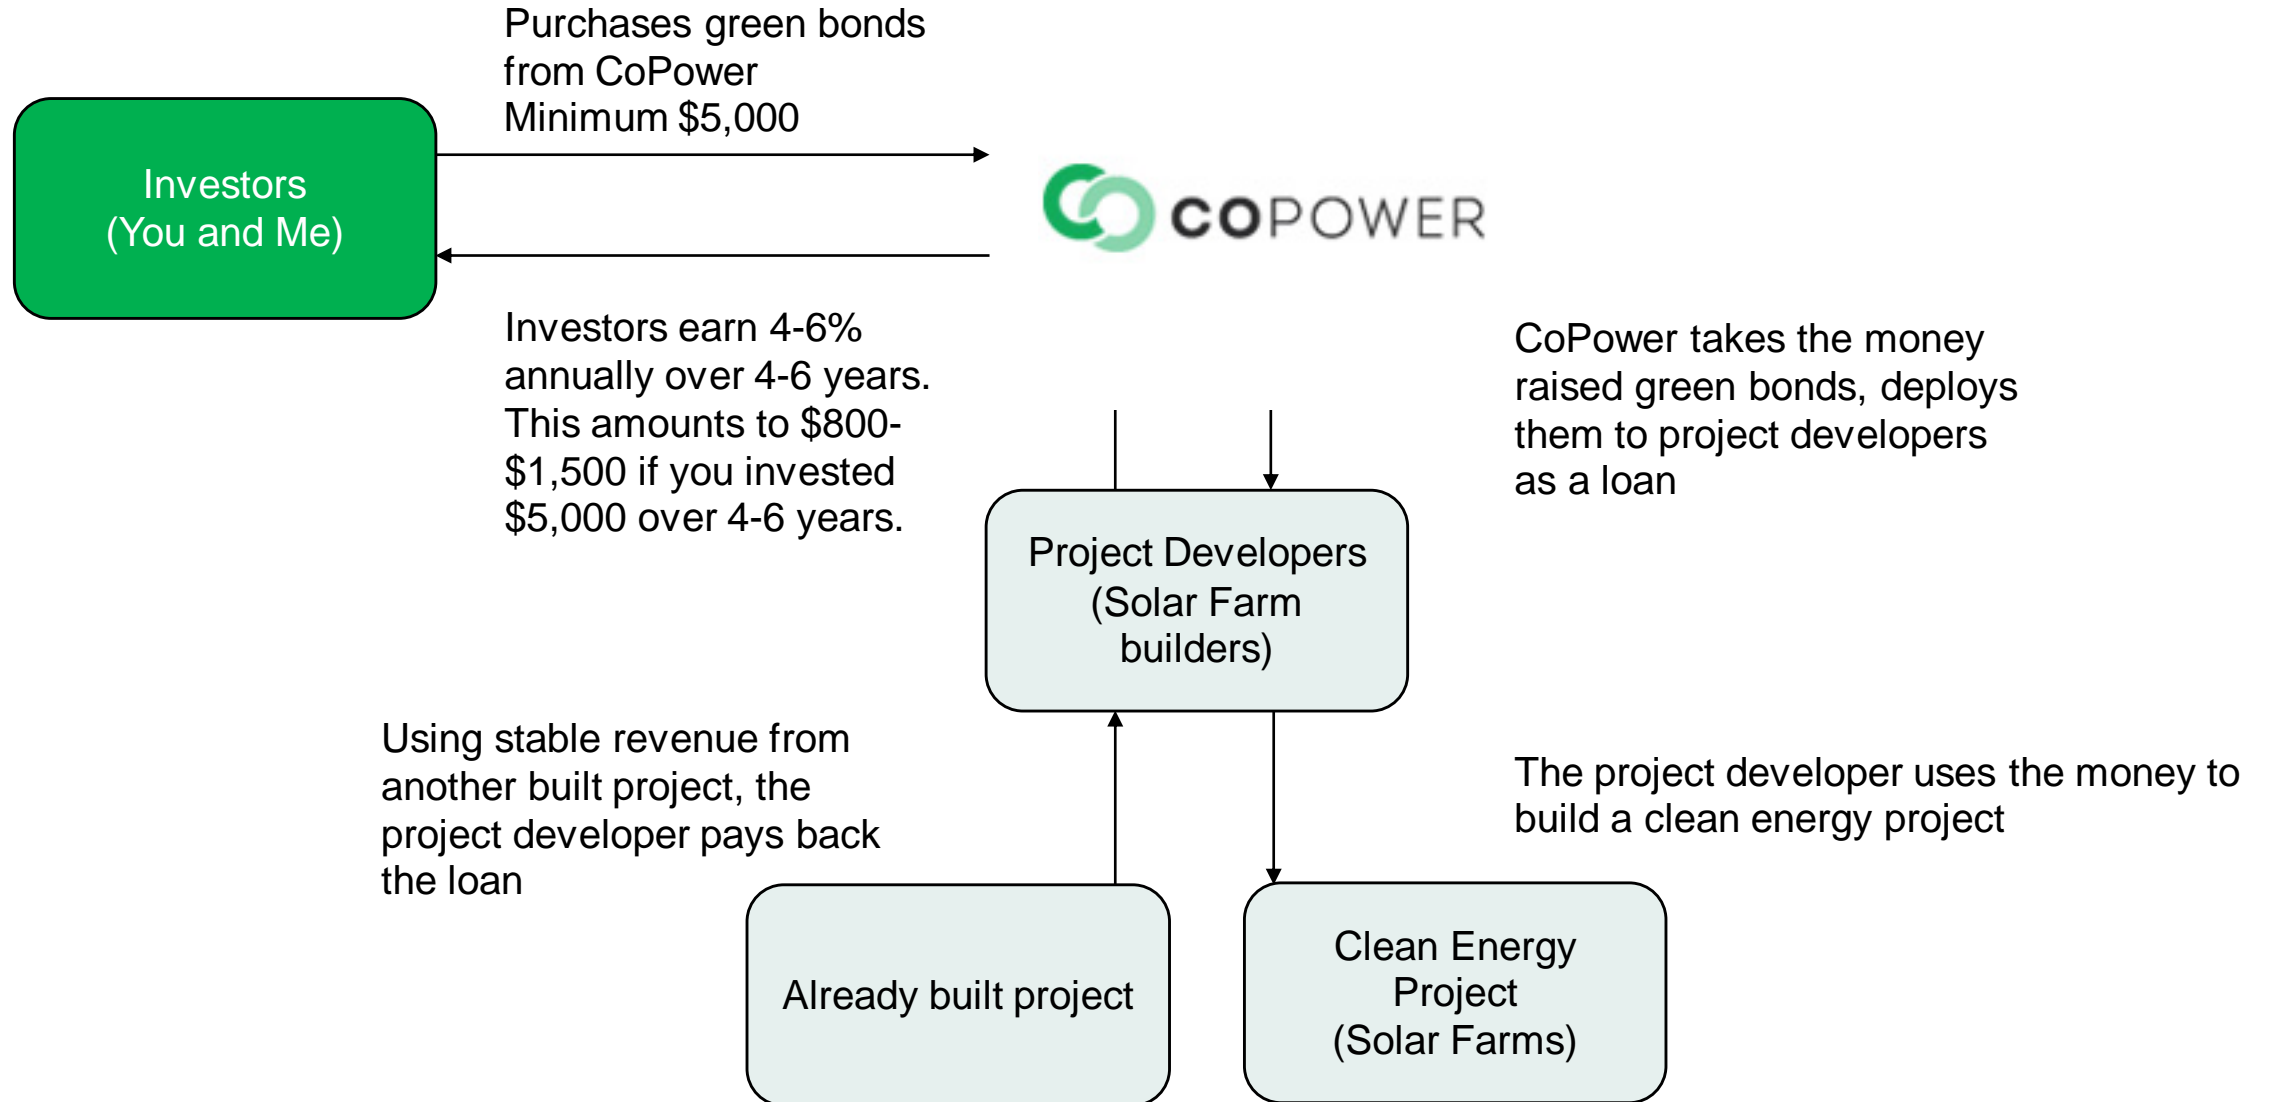 Purchases green bonds
from CoPower
Minimum $5,000
Investors
(You and Me)
COPOWER
Investors earn 4-6%
annually over 4-6 years.
This amounts to $800-
$1,500 if you invested
$5,000 over 4-6 years.
CoPower takes the money
raised green bonds, deploys
them to project developers
as a loan
Project Developers
(Solar Farm
builders)
Using stable revenue from
another built project, the
project developer pays back
the loan
The project developer uses the money to
build a clean energy project
Already built project
Clean Energy
Project
(Solar Farms)